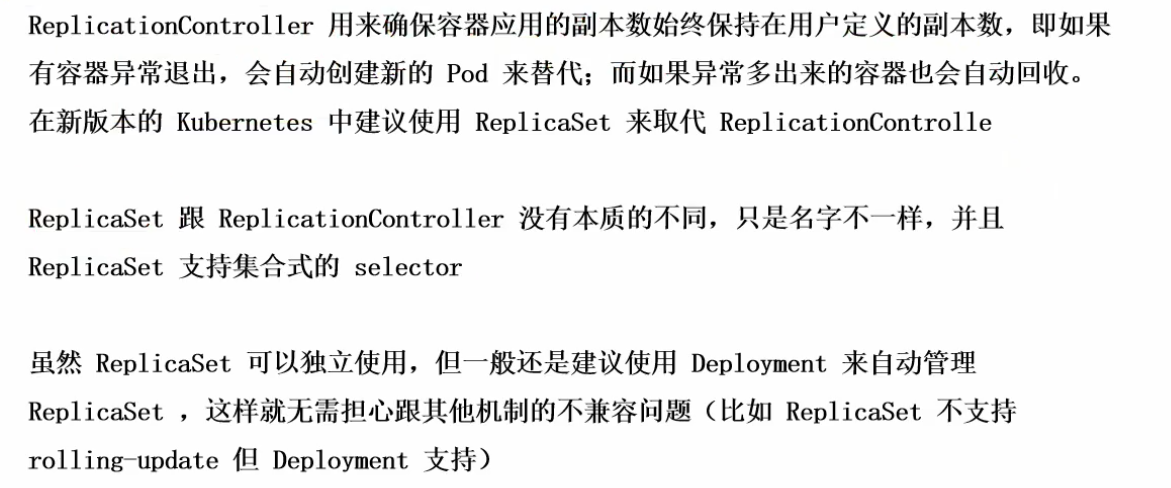 ReplicationController 用来确保容器应用的副本数始终保持在用户定义的副本数，即如果
有容器异常退出，会自动创建新的 Pod 来替代；而如果异常多出来的容器也会自动回收。
在新版本的 Kubernetes 中建议使用 ReplicaSet 来取代 ReplicationControlle
ReplicaSet 跟 ReplicationController 没有本质的不同，只是名字不一样，并且
ReplicaSet 支持集合式的 selector
虽然 ReplicaSet 可以独立使用，但一般还是建议使用 Deployment 来自动管理
ReplicaSet ，这样就无需担心跟其他机制的不兼容问题（比如 ReplicaSet 不支持
rolling-update 但 Deployment 支持）